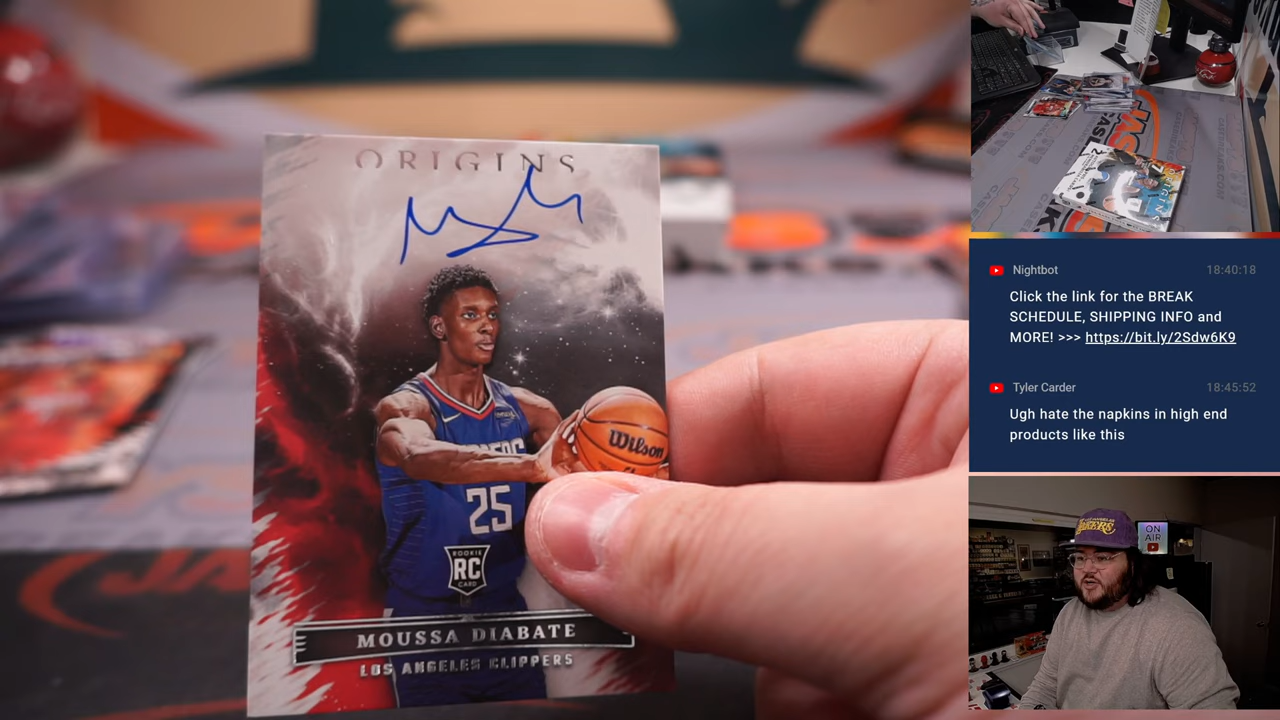 ORIGINS
Wilson
25
ROOKIE
RC
CARD
MOUSSA DIABATE
LOS ANGELES CLIPPERS
Nightbot 18:40:18
Click the link for the BREAK
SCHEDULE, SHIPPING INFO and
MORE! >>> https://bit.ly/2Sdw6K9
Tyler Carder 18:45:52
Ugh hate the napkins in high end
products like this
ON
AIR